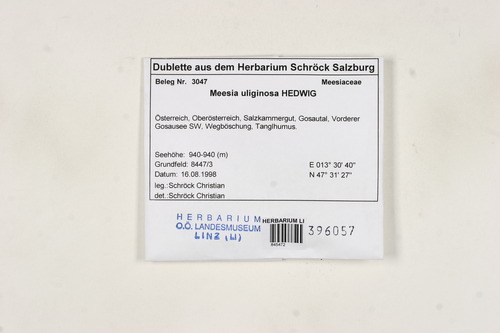 Dublette aus dem Herbarium Schröck Salzburg
Beleg Nr. 3047 Meesiaceae
Meesia uliginosa HEDWIG
Österreich, Oberösterreich, Salzkammergut, Gosautal, Vorderer
Gosausee SW, Wegböschung, Tanglhumus.
Seehöhe: 940-940 (m)
Grundfeld: 8447/3 E 013° 30' 40"
Datum: 16.08.1998 N 47° 31' 27"
leg.:Schröck Christian
det.:Schröck Christian
HERBARIUM
O.Ö. LANDESMUSEUM
LINZ (LI)
HERBARIUM LI
845472
396057